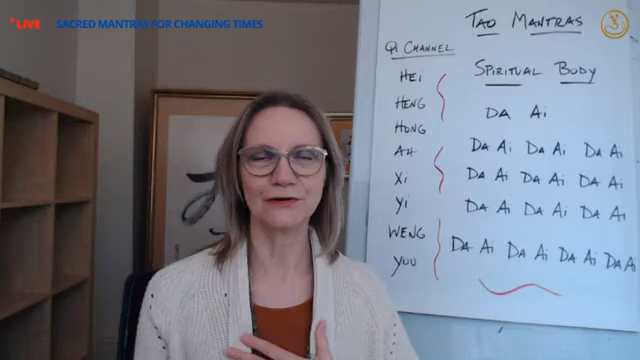 LIVE SACRED MANTRAS FOR CHANGING TIMES
TAO MANTRAS
QI CHANNEL
HEI
HENG
HONG
AH
XI
YI
WENG
YOU
SPIRITUAL BODY
DA Ai
DA Ai DA Ai DA Ai
DA Ai DA Ai DA Ai
DA Ai DA Ai DA Ai
DA Ai DA Ai DA Ai DA Ai